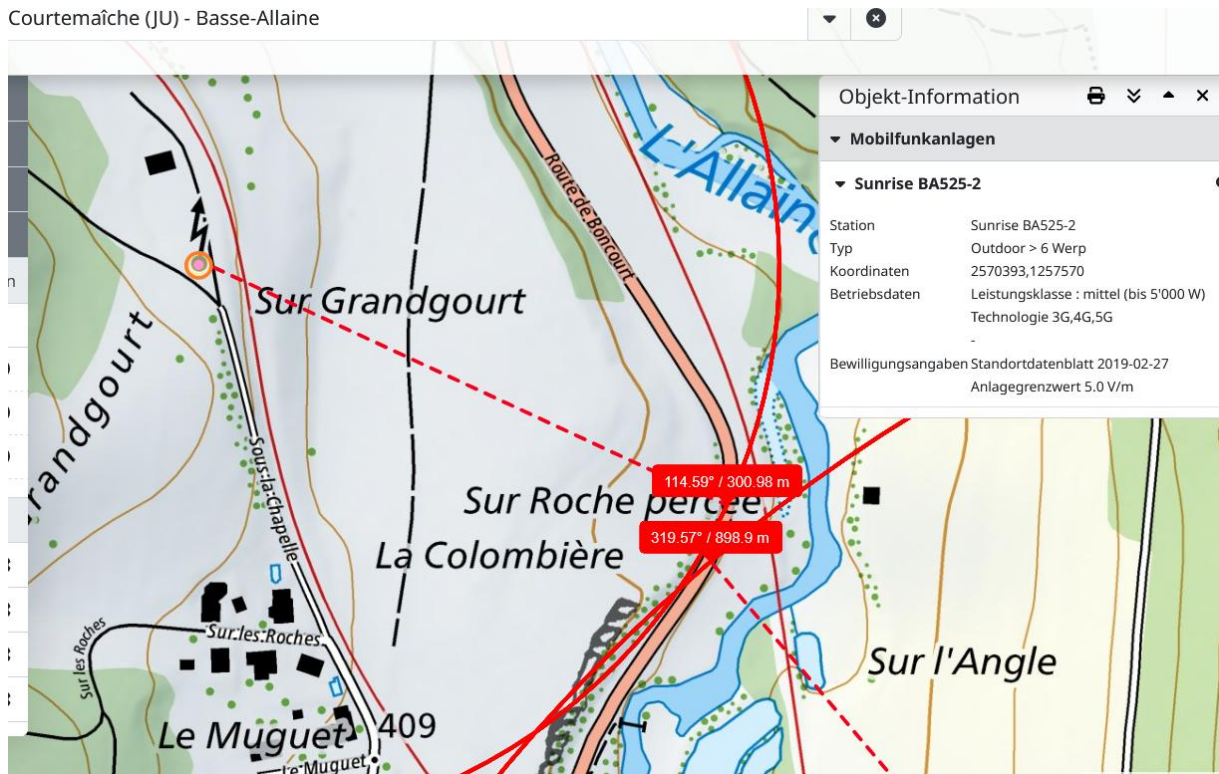 Courtemaîche (JU) - Basse-Allaine
Objekt-Information
Mobilfunkanlagen
Sunrise BA525-2
Station Sunrise BA525-2
Typ Outdoor > 6 Werp
Koordinaten 2570393,1257570
Betriebsdaten Leistungsklasse : mittel (bis 5'000 W)
Technologie 3G,4G,5G
-
Bewilligungsangaben Standortdatenblatt 2019-02-27
Anlagegrenzwert 5.0 V/m
L'Allain
Route de Boncourt
Sur Grandgourt
randgourt
Sous-la-Chapelle
114.59° / 300.98 m
Sur Roche percée
319.57° / 898.9 m
La Colombière
Sur les Roches
Sur-les-Roches
Sur l'Angle
Le Muguet
409
Le Muguet